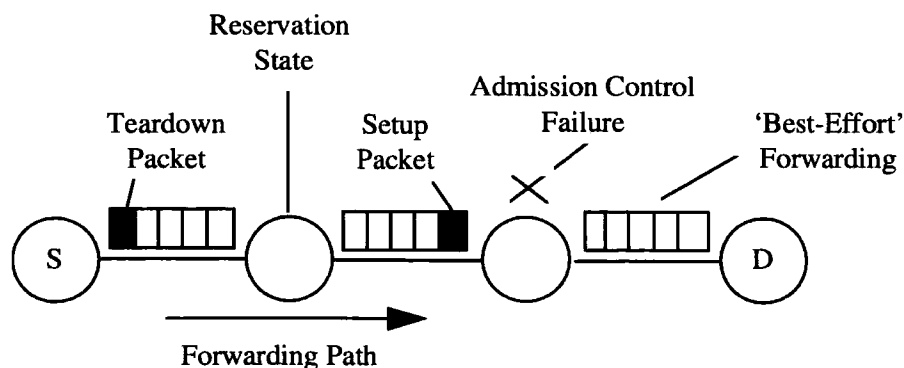 Reservation
State
Admission Control
Failure
Teardown
Packet
Setup
Packet
'Best-Effort'
Forwarding
S
D
Forwarding Path